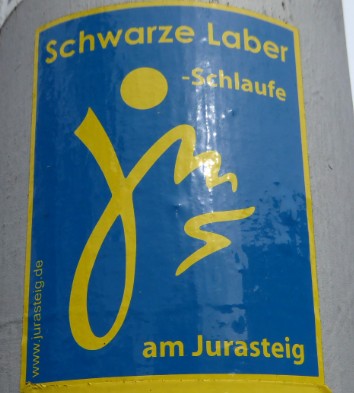 Schwarze Laber
-Schlaufe
www.jurasteig.de
am Jurasteig